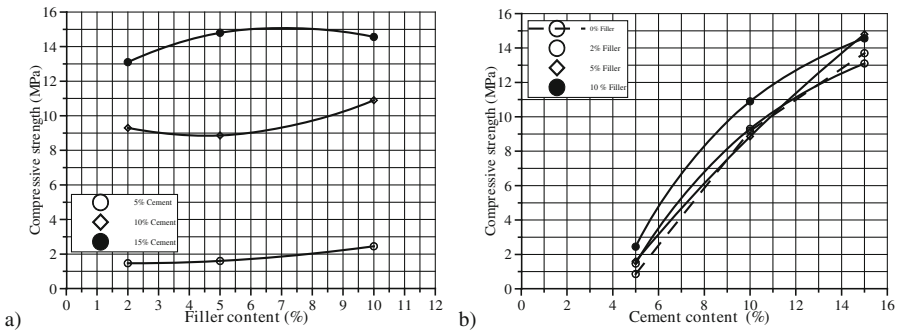 16
14
12
10
8
6
4
2
0
Compressive strength (MPa)
5% Cement
10% Cement
15% Cement
0 1 2 3 4 5 6 7 8 9 10 11 12
Filler content (%)
a)
16
14
12
10
8
6
4
2
0
Compressive strength (MPa)
0% Filler
2% Filler
5% Filler
10 % Filler
0 2 4 6 8 10 12 14 16
Cement content (%)
b)